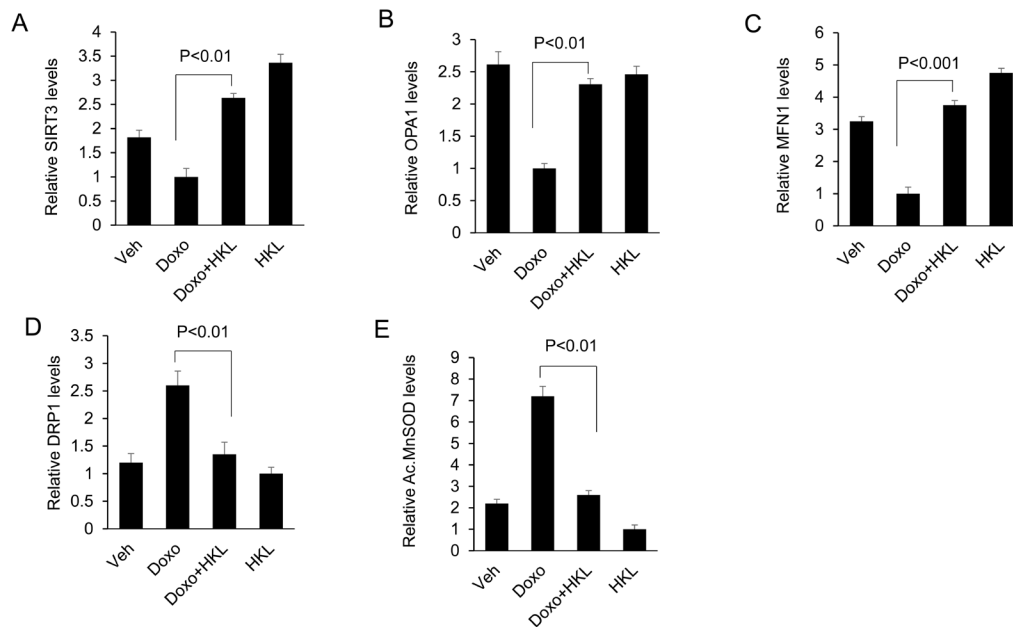 A
Relative SIRT3 levels
4
3.5
3
2.5
2
1.5
1
0.5
0
P<0.01
Veh
Doxo
Doxo+HKL
HKL
B
Relative OPA1 levels
3
2.5
2
1.5
1
0.5
0
P<0.01
Veh
Doxo
Doxo+HKL
HKL
C
Relative MFN1 levels
6
5
4
3
2
1
0
P<0.001
Veh
Doxo
Doxo+HKL
HKL
D
Relative DRP1 levels
3.5
3
2.5
2
1.5
1
0.5
0
P<0.01
Veh
Doxo
Doxo+HKL
HKL
E
Relative Ac.MnSOD levels
9
8
7
6
5
4
3
2
1
0
P<0.01
Veh
Doxo
Doxo+HKL
HKL